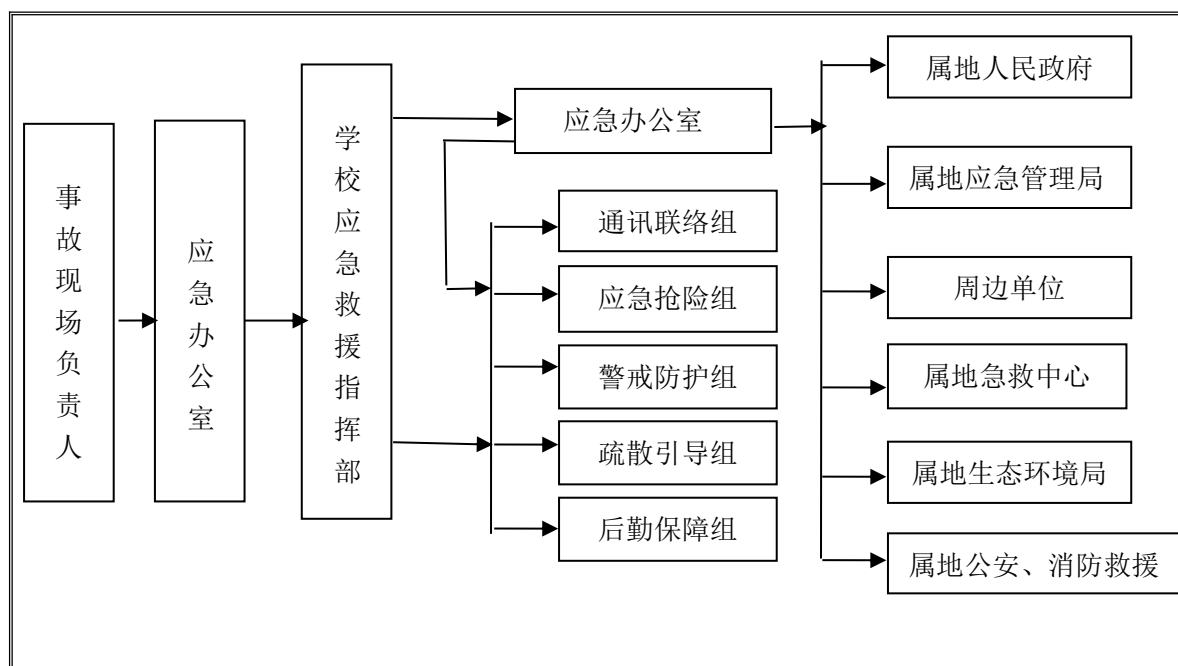 事故现场负责人
应急办公室
学校应急救援指挥部
应急办公室
通讯联络组
应急抢险组
警戒防护组
疏散引导组
后勤保障组
属地人民政府
属地应急管理局
周边单位
属地急救中心
属地生态环境局
属地公安、消防救援